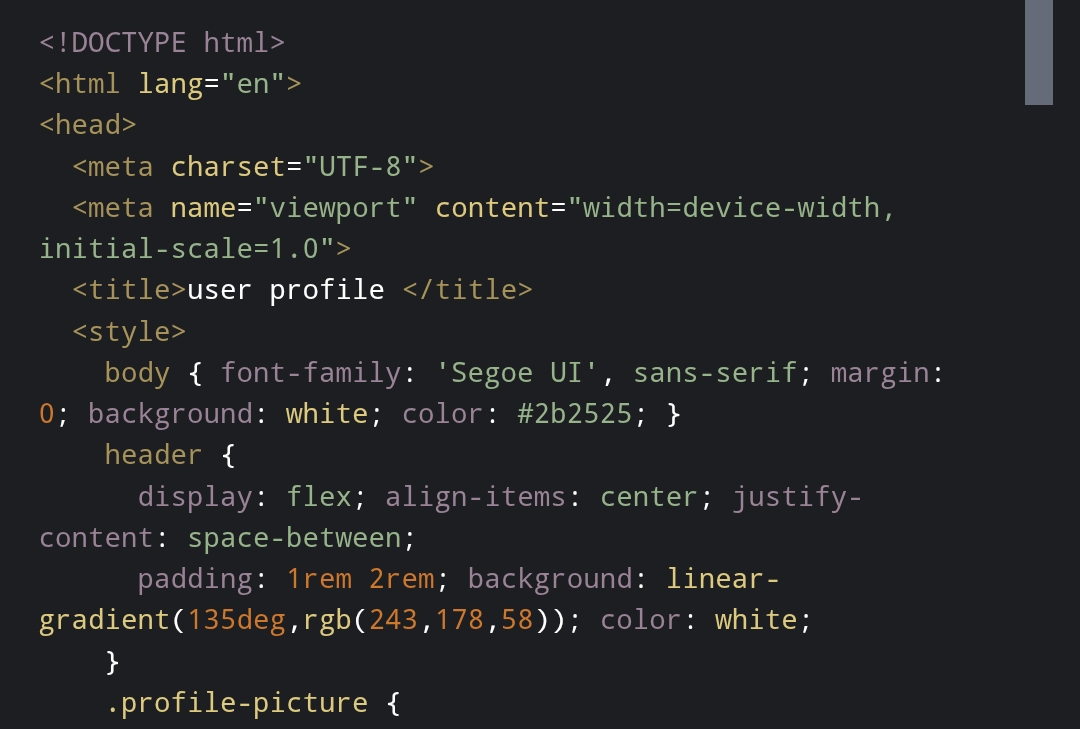 <!DOCTYPE html>
<html lang="en">
<head>
  <meta charset="UTF-8">
  <meta name="viewport" content="width=device-width,
initial-scale=1.0">
  <title>user profile </title>
  <style>
    body { font-family: 'Segoe UI', sans-serif; margin:
0; background: white; color: #2b2525; }
    header {
      display: flex; align-items: center; justify-
content: space-between;
      padding: 1rem 2rem; background: linear-
gradient(135deg,rgb(243,178,58)); color: white;
    }
    .profile-picture {